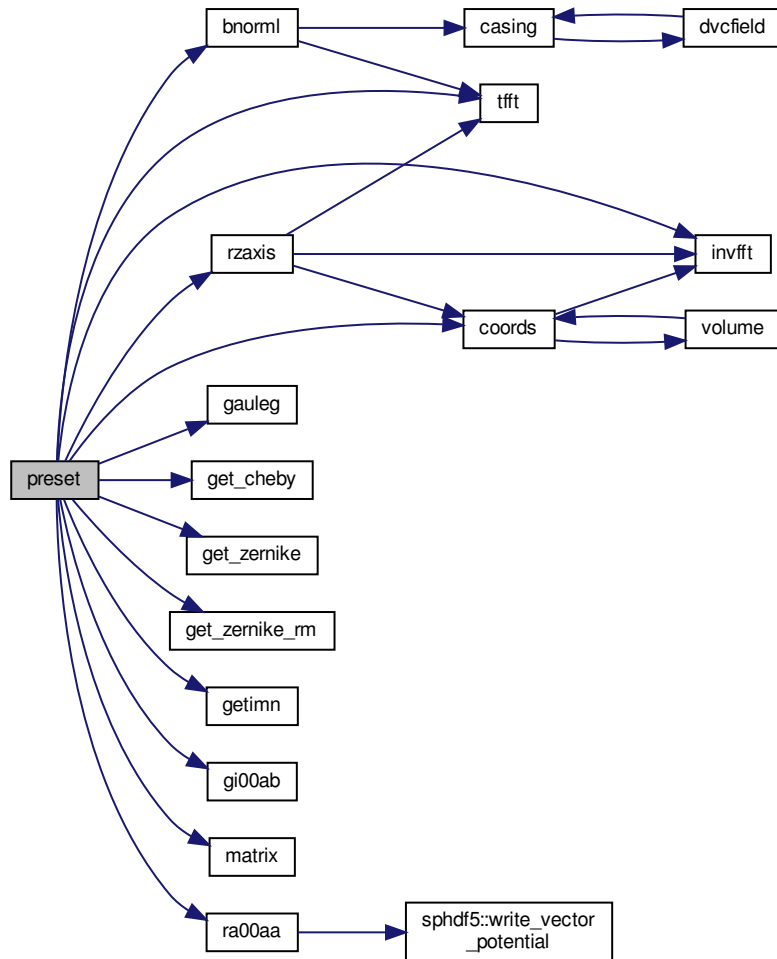 bnorml
casing
dvcfield
tfft
rzaxis
invfft
coords
volume
gauleg
preset
get_cheby
get_zernike
get_zernike_rm
getimn
gi00ab
matrix
ra00aa
sphdf5::write_vector
_potential